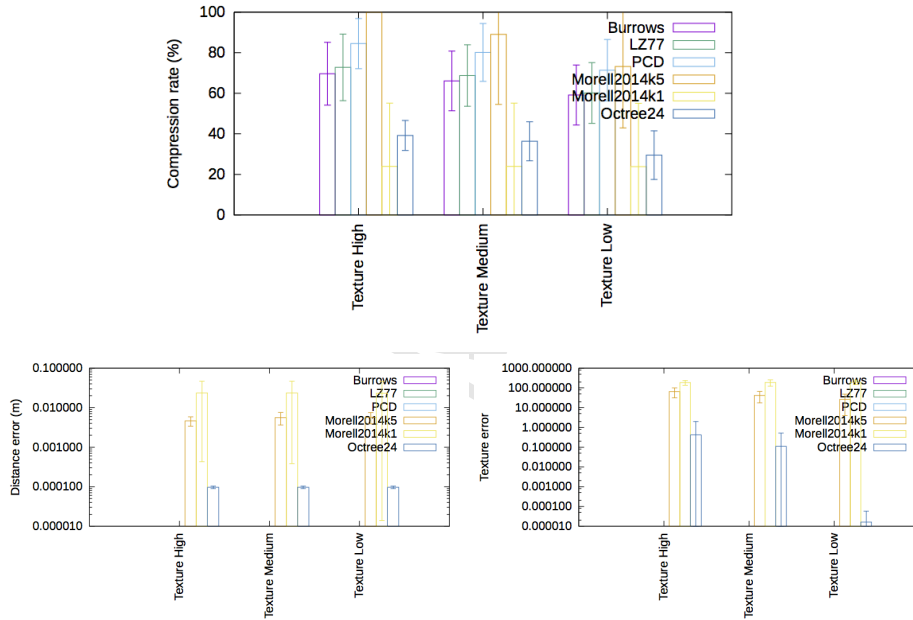 100
80
60
40
20
0
Compression rate (%)
Burrows
LZ77
PCD
Morell2014k5
Morell2014k1
Octree24
Texture High
Texture Medium
Texture Low
0.100000
0.010000
0.001000
0.000100
0.000010
Distance error (m)
Burrows
LZ77
PCD
Morell2014k5
Morell2014k1
Octree24
Texture High
Texture Medium
Texture Low
1000.000000
100.000000
10.000000
1.000000
0.100000
0.010000
0.001000
0.000100
0.000010
Texture error
Burrows
LZ77
PCD
Morell2014k5
Morell2014k1
Octree24
Texture High
Texture Medium
Texture Low